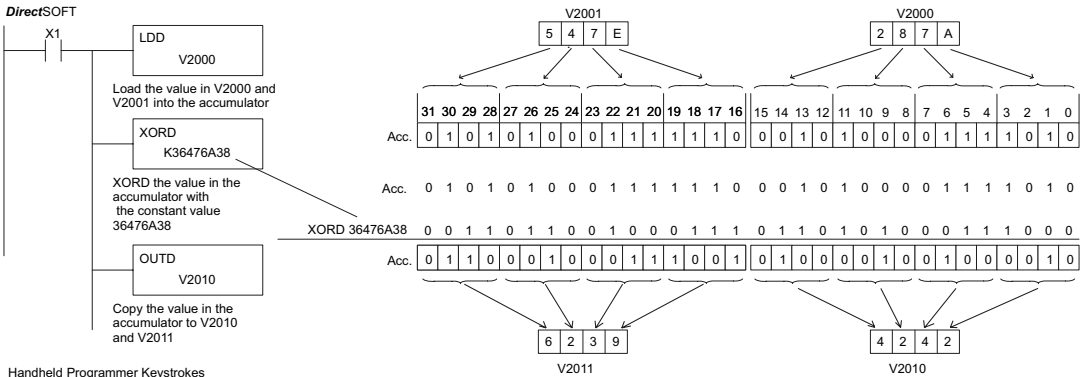 DirectSOFT
X1
LDD
V2000
Load the value in V2000 and
V2001 into the accumulator
XORD
K36476A38
XORD the value in the
accumulator with
the constant value
36476A38
OUTD
V2010
Copy the value in the
accumulator to V2010
and V2011
Handheld Programmer Keystrokes
V2001 V2000
5 4 7 E 2 8 7 A
31 30 29 28 27 26 25 24 23 22 21 20 19 18 17 16 15 14 13 12 11 10 9 8 7 6 5 4 3 2 1 0
Acc. 0 1 0 1 0 1 0 0 0 1 1 1 1 1 1 0 0 0 1 0 1 0 0 0 0 1 1 1 1 0 1 0
Acc. 0 1 0 1 0 1 0 0 0 1 1 1 1 1 1 0 0 0 1 0 1 0 0 0 0 1 1 1 1 0 1 0
XORD 36476A38 0 0 1 1 0 1 1 0 0 1 0 0 0 1 1 1 0 1 1 0 1 0 1 0 0 0 1 1 1 0 0 0
Acc. 0 1 1 0 0 0 1 0 0 0 1 1 1 0 0 1 0 1 0 0 0 0 1 0 0 1 0 0 0 0 1 0
6 2 3 9 4 2 4 2
V2011 V2010